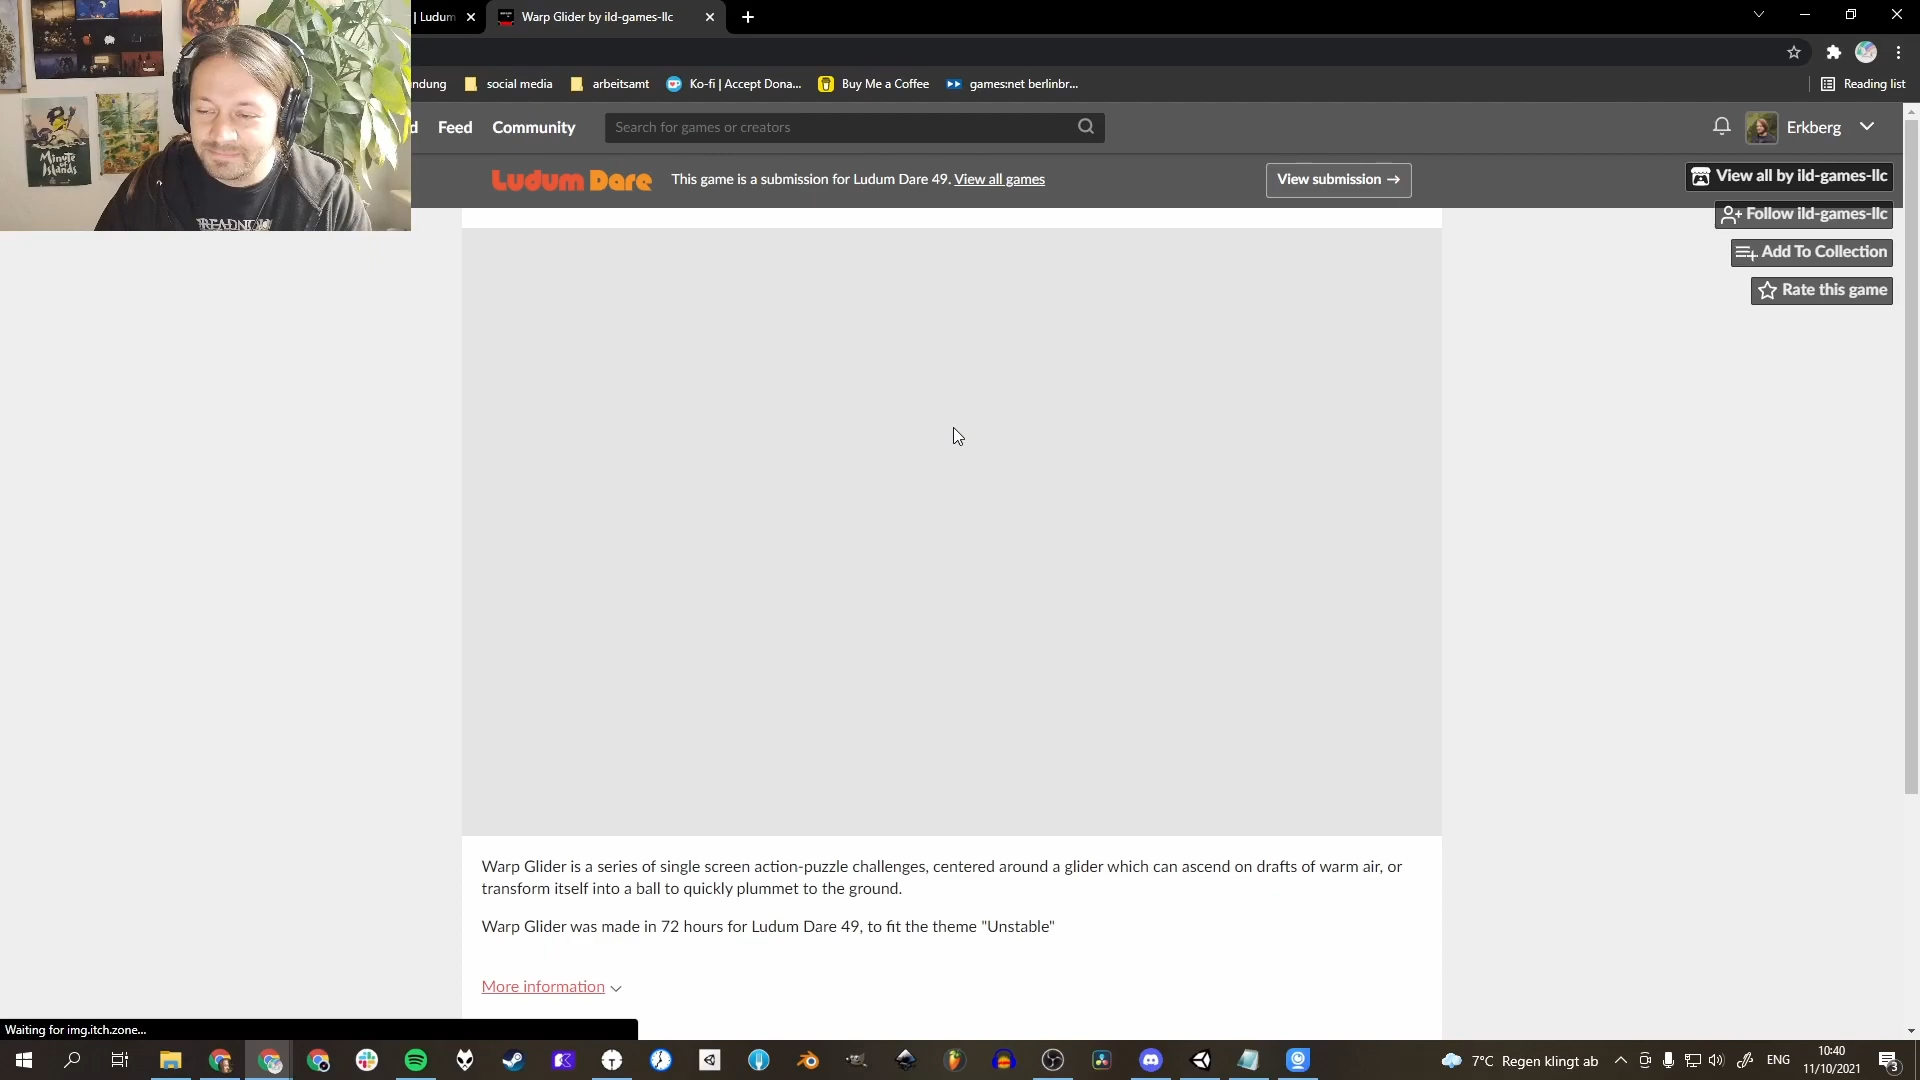 | Ludum
Warp Glider by ild-games-llc
ndung
social media
arbeitsamt
Ko-fi | Accept Dona...
Buy Me a Coffee
games:net berlinbr...
Reading list
d
Feed
Community
Search for games or creators
Erkberg
Ludum Dare
This game is a submission for Ludum Dare 49. View all games
View submission →
View all by ild-games-llc
Follow ild-games-llc
Add To Collection
Rate this game
Minute
of
Islands
Warp Glider is a series of single screen action-puzzle challenges, centered around a glider which can ascend on drafts of warm air, or
transform itself into a ball to quickly plummet to the ground.
Warp Glider was made in 72 hours for Ludum Dare 49, to fit the theme "Unstable"
More information
Waiting for img.itch.zone...
7°C Regen klingt ab
ENG
10:40
11/10/2021
3